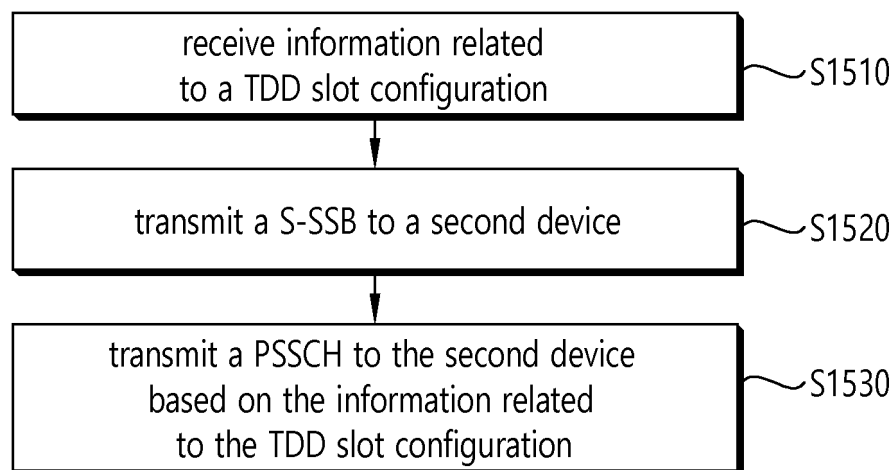 receive information related
to a TDD slot configuration
S1510
transmit a S-SSB to a second device
S1520
transmit a PSSCH to the second device
based on the information related
to the TDD slot configuration
S1530